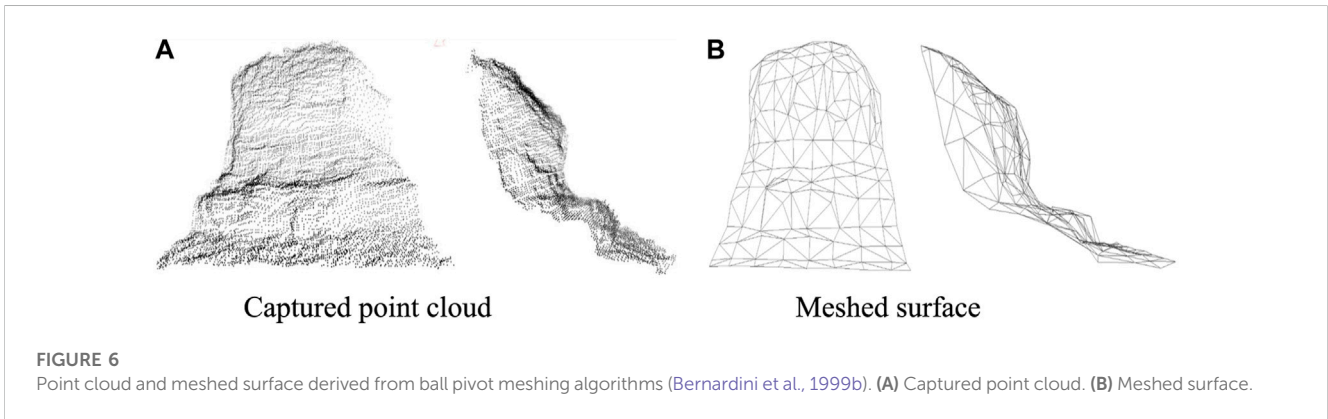 A
B
Captured point cloud
Meshed surface
FIGURE 6
Point cloud and meshed surface derived from ball pivot meshing algorithms (Bernardini et al., 1999b). (A) Captured point cloud. (B) Meshed surface.